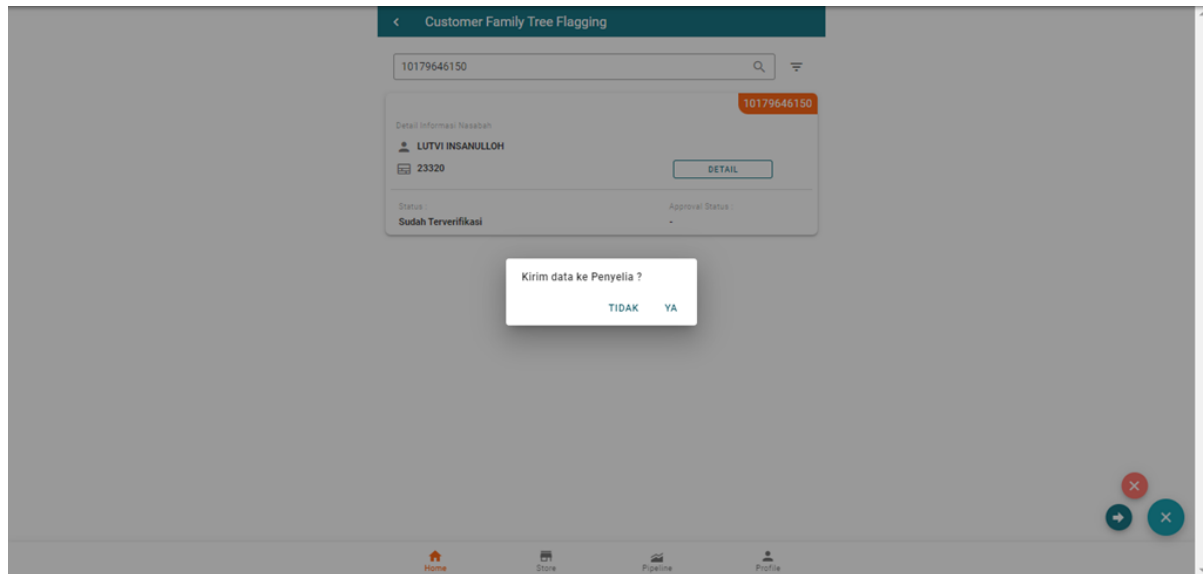 Customer Family Tree Flagging
10179646150
10179646150
Detail Informasi Nasabah
LUTVI INSANULLOH
23320
DETAIL
Status :
Approval Status :
Sudah Terverifikasi
-
Kirim data ke Penyelia ?
TIDAK YA
Home Store Pipeline Profile